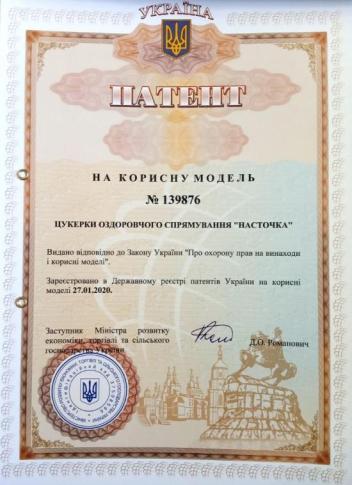 УКРАЇНА
ПАТЕНТ
НА КОРИСНУ МОДЕЛЬ
№ 139876
ЦУКЕРКИ ОЗДОРОВЧОГО СПРЯМУВАННЯ "НАСТОЧКА"
Видано відповідно до Закону України "Про охорону прав на винаходи
і корисні моделі".
Зареєстровано в Державному реєстрі патентів України на корисні
моделі 27.01.2020.
Заступник Міністра розвитку
економіки, торгівлі та сільського
господарства України
Д.О. Романович